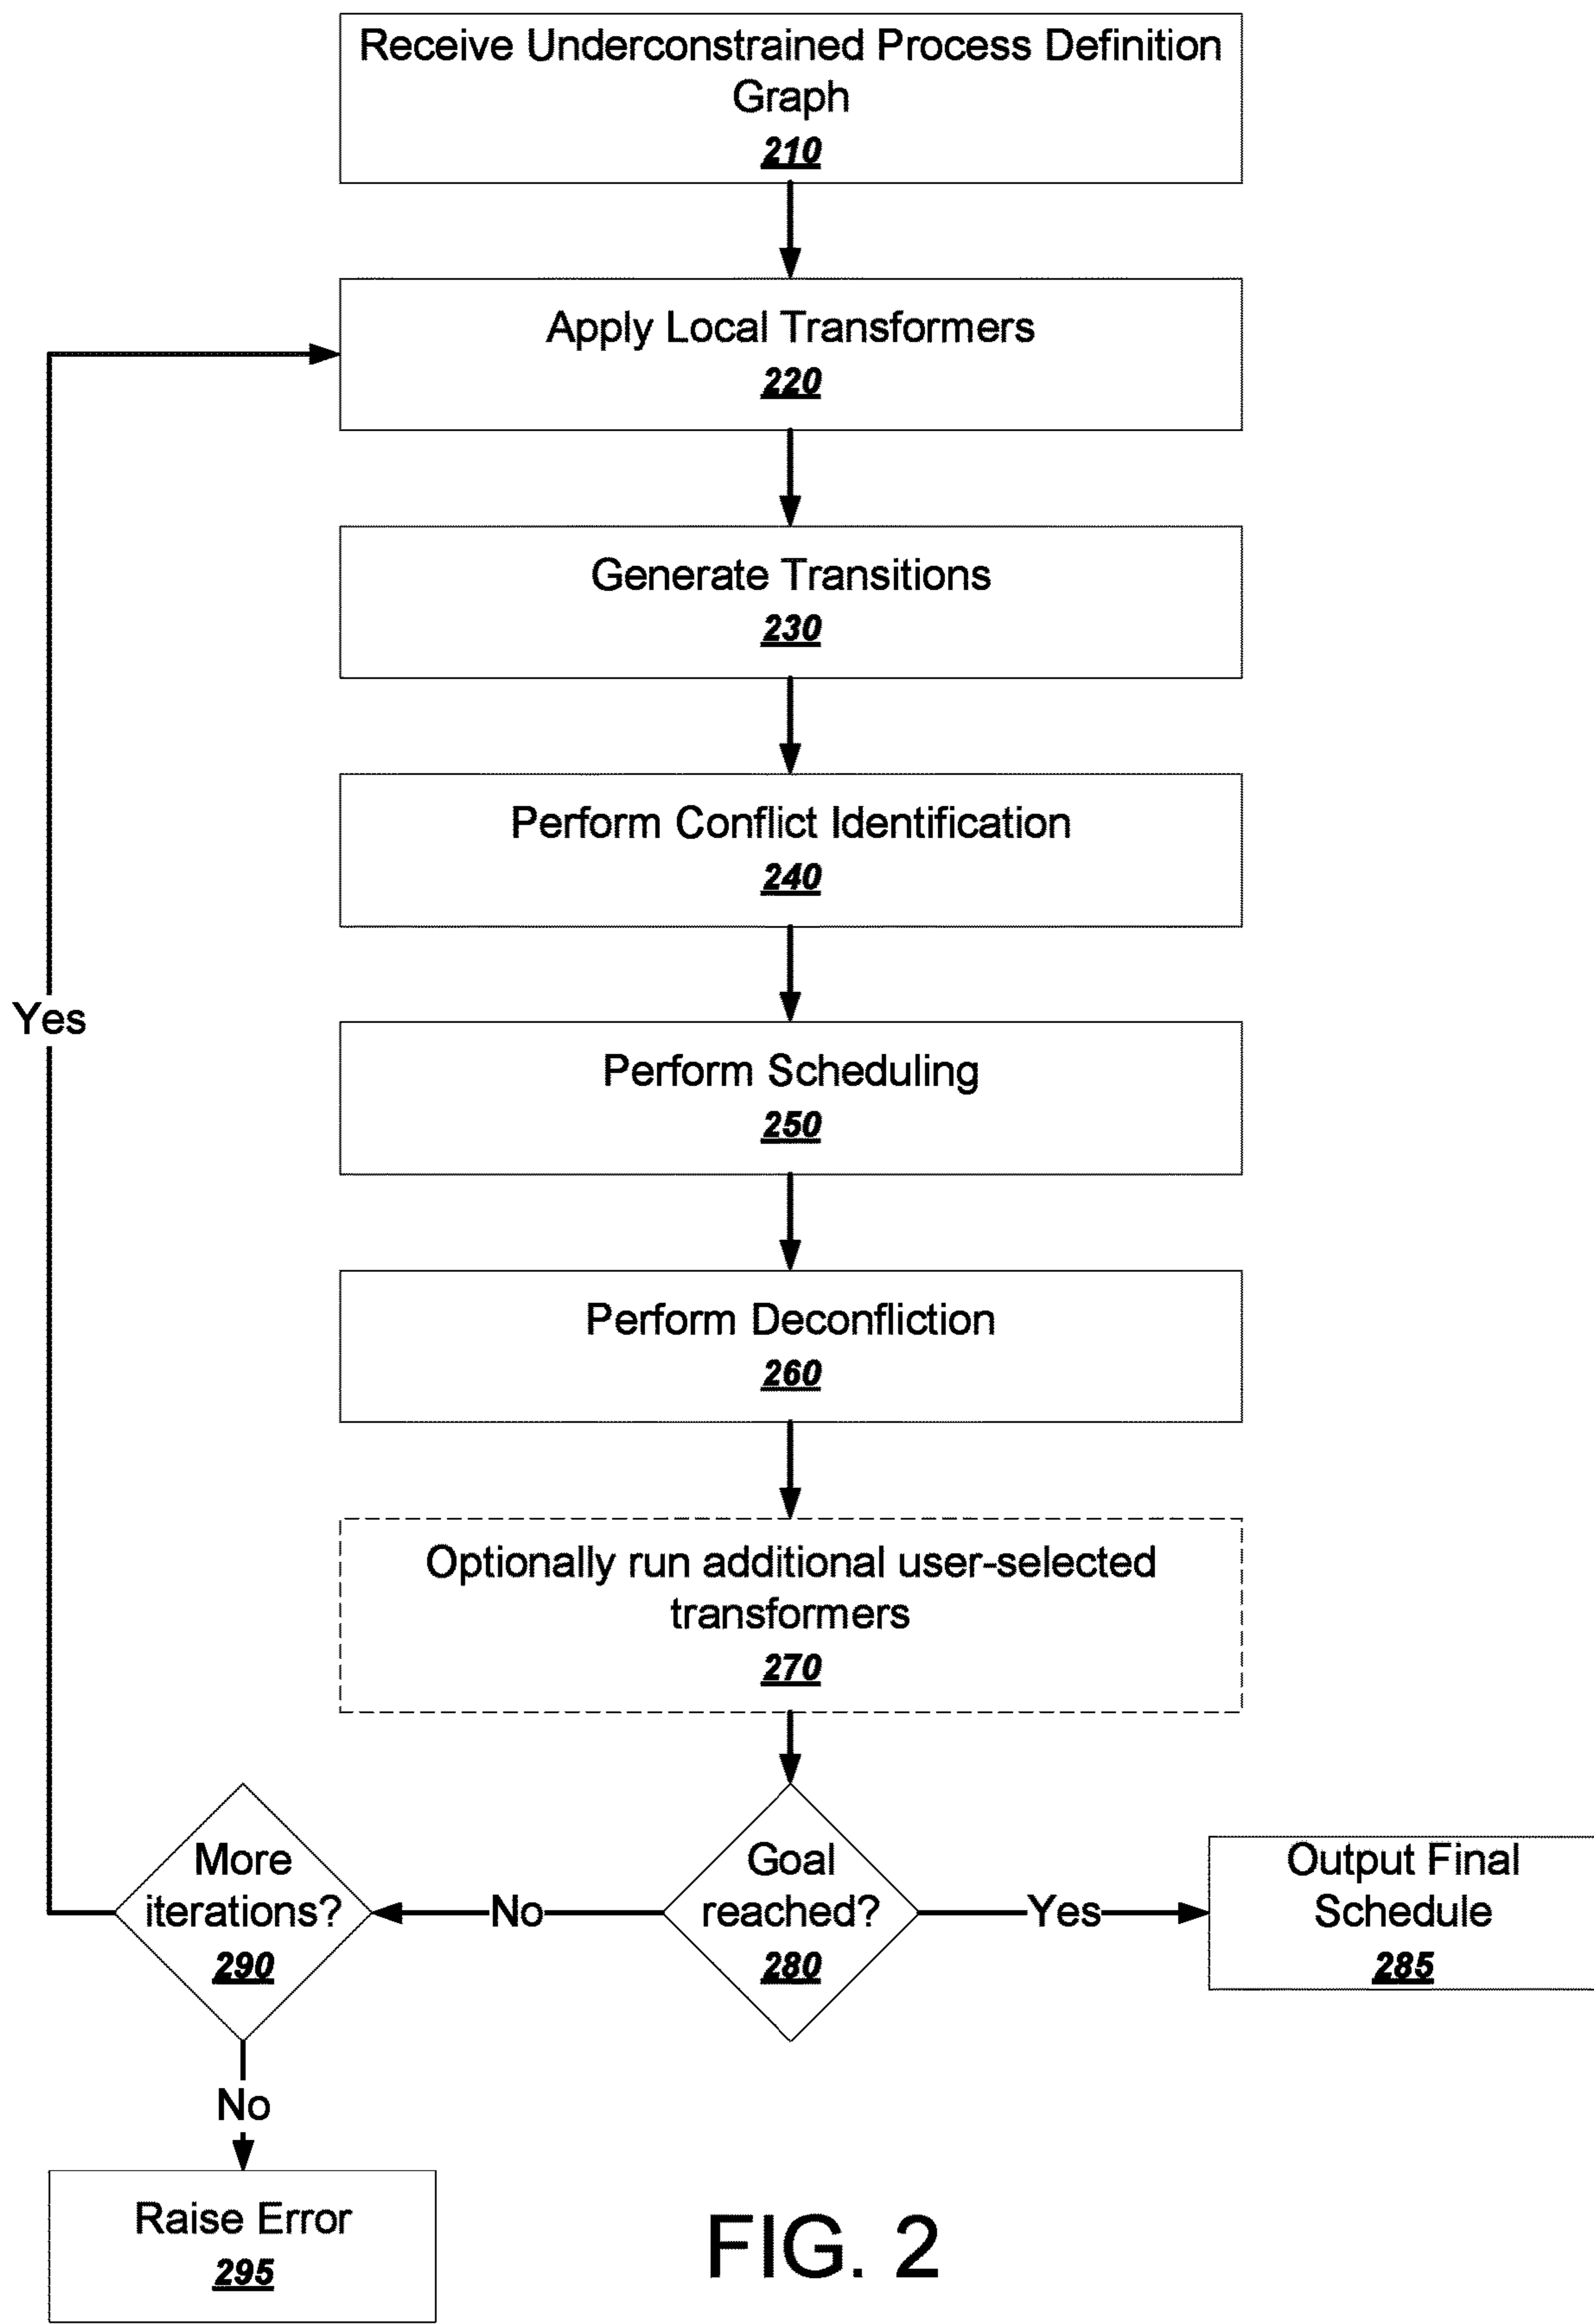 Receive Underconstrained Process Definition
Graph
210
Apply Local Transformers
220
Generate Transitions
230
Perform Conflict Identification
240
Yes
Perform Scheduling
250
Perform Deconfliction
260
Optionally run additional user-selected
transformers
270
More
iterations?
290
No
Goal
reached?
280
Yes
Output Final
Schedule
285
No
Raise Error
295
FIG. 2